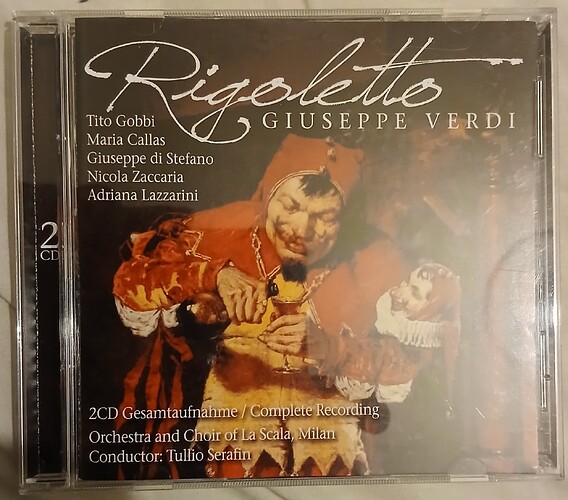 Rigoletto
GIUSEPPE VERDI
Tito Gobbi
Maria Callas
Giuseppe di Stefano
Nicola Zaccaria
Adriana Lazzarini
2
CD
2CD Gesamtaufnahme / Complete Recording
Orchestra and Choir of La Scala, Milan
Conductor: Tullio Serafin